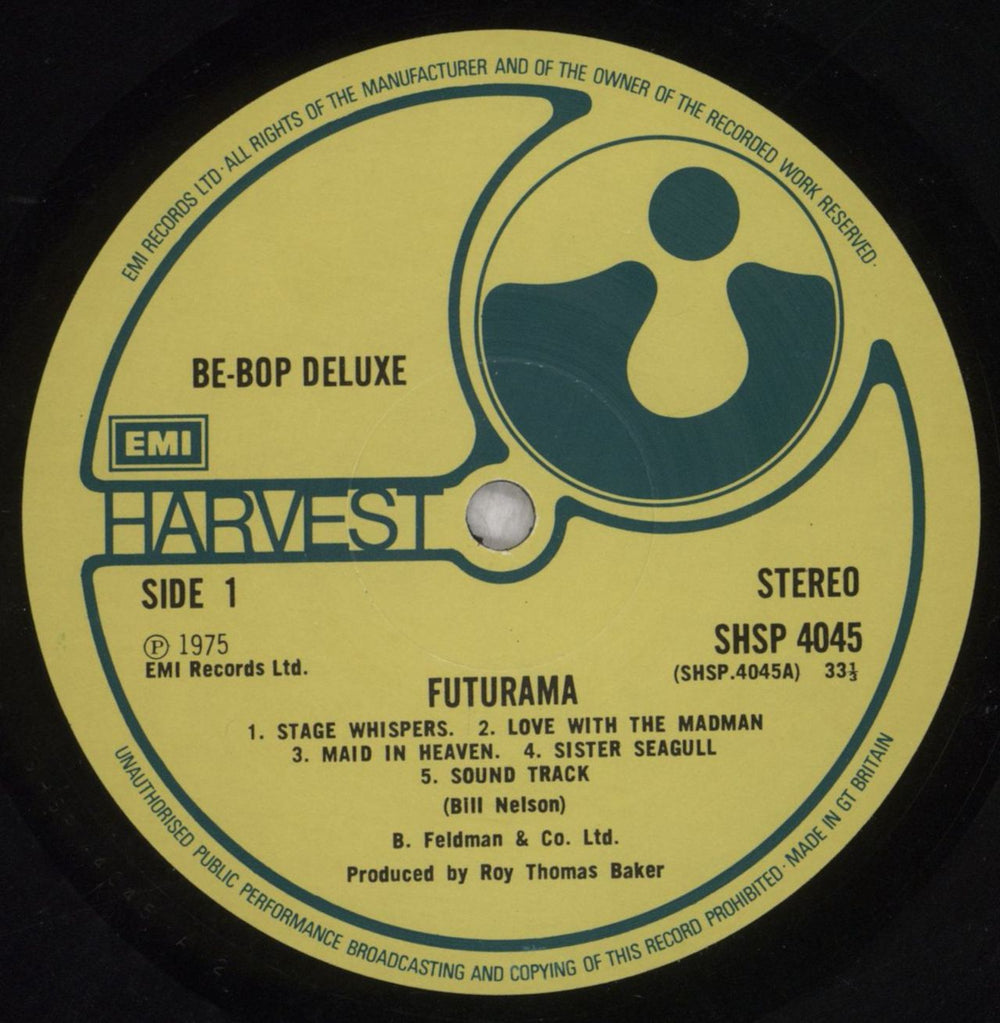 EMI RECORDS LTD · ALL RIGHTS OF THE MANUFACTURER AND OF THE OWNER OF THE RECORDED WORK RESERVED ·
BE-BOP DELUXE
EMI
HARVEST
SIDE 1
STEREO
Ⓟ 1975
SHSP 4045
EMI Records Ltd.
(SHSP.4045A) 33⅓
FUTURAMA
1. STAGE WHISPERS. 2. LOVE WITH THE MADMAN
3. MAID IN HEAVEN. 4. SISTER SEAGULL
5. SOUND TRACK
(Bill Nelson)
B. Feldman & Co. Ltd.
Produced by Roy Thomas Baker
UNAUTHORISED PUBLIC PERFORMANCE BROADCASTING AND COPYING OF THIS RECORD PROHIBITED · MADE IN GT BRITAIN